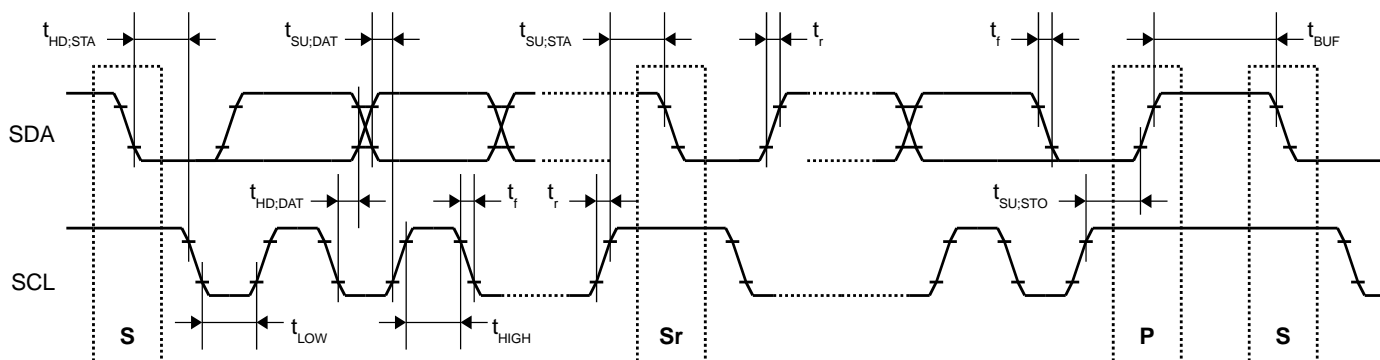 tHD;STA tSU;DAT tSU;STA tr tf tBUF
SDA
tHD;DAT tf tr tSU;STO
SCL
tLOW tHIGH
S Sr P S